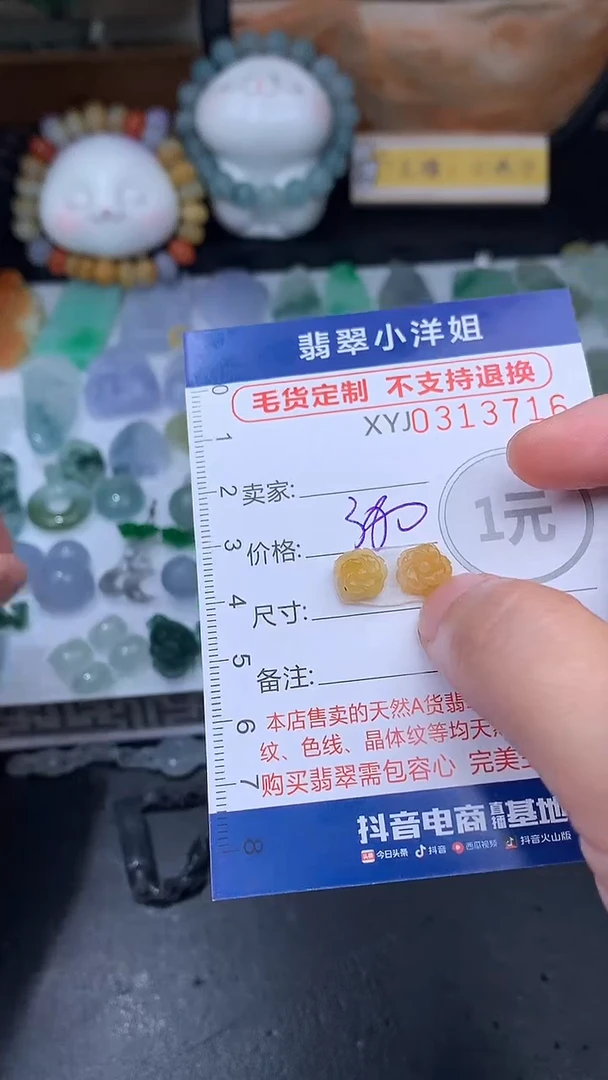 翡翠小洋姐
毛货定制 不支持退换
XYJ0313716
1元
卖家:
价格:
尺寸:
备注:
本店售卖的天然A货翡
纹、色线、晶体纹等均天然
购买翡翠需包容心 完美
抖音电商直播基地
今日头条 抖音 西瓜视频 抖音火山版
0
1
2
3
4
5
6
7
8